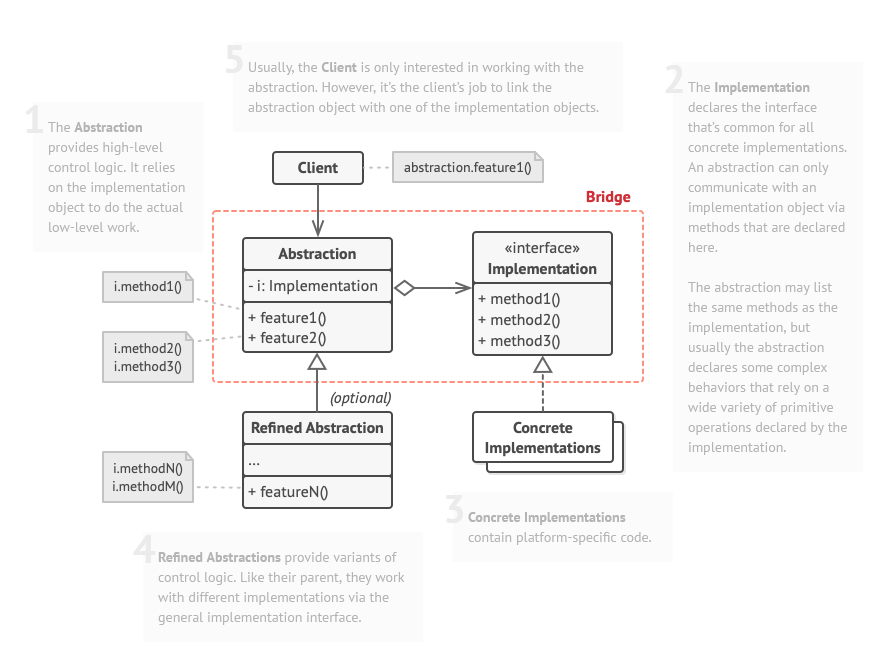 5
Usually, the Client is only interested in working with the
abstraction. However, it's the client's job to link the
abstraction object with one of the implementation objects.
1
The Abstraction
provides high-level
control logic. It relies
on the implementation
object to do the actual
low-level work.
2
The Implementation
declares the interface
that's common for all
concrete implementations.
An abstraction can only
communicate with an
implementation object via
methods that are declared
here.
The abstraction may list
the same methods as the
implementation, but
usually the abstraction
declares some complex
behaviors that rely on a
wide variety of primitive
operations declared by the
implementation.
Client
abstraction.feature1()
Bridge
Abstraction
- i: Implementation
+ feature1()
+ feature2()
«interface»
Implementation
+ method1()
+ method2()
+ method3()
i.method1()
i.method2()
i.method3()
(optional)
Refined Abstraction
...
+ featureN()
Concrete
Implementations
i.methodN()
i.methodM()
3
Concrete Implementations
contain platform-specific code.
4
Refined Abstractions provide variants of
control logic. Like their parent, they work
with different implementations via the
general implementation interface.